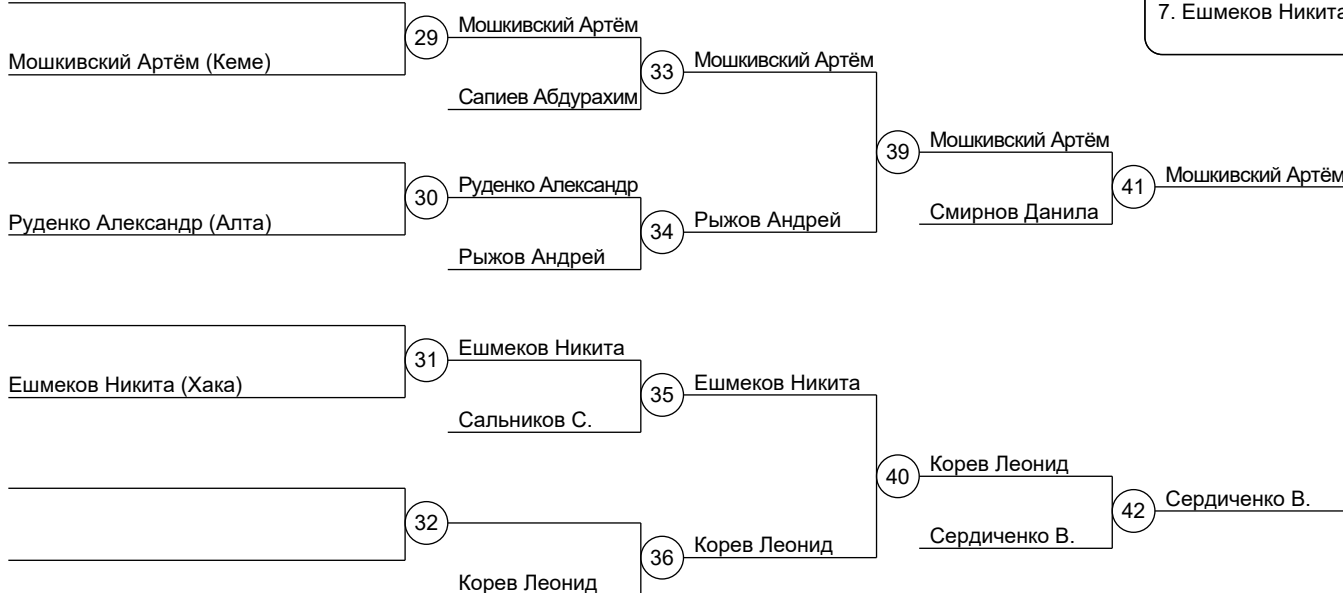 7. Ешмеков Никита
29
Мошкивский Артём
Мошкивский Артём (Кеме)
33
Мошкивский Артём
Сапиев Абдурахим
39
Мошкивский Артём
30
Руденко Александр
41
Мошкивский Артём
Руденко Александр (Алта)
34
Рыжов Андрей
Смирнов Данила
Рыжов Андрей
31
Ешмеков Никита
Ешмеков Никита (Хака)
35
Ешмеков Никита
Сальников С.
40
Корев Леонид
42
Сердиченко В.
32
Сердиченко В.
36
Корев Леонид
Корев Леонид